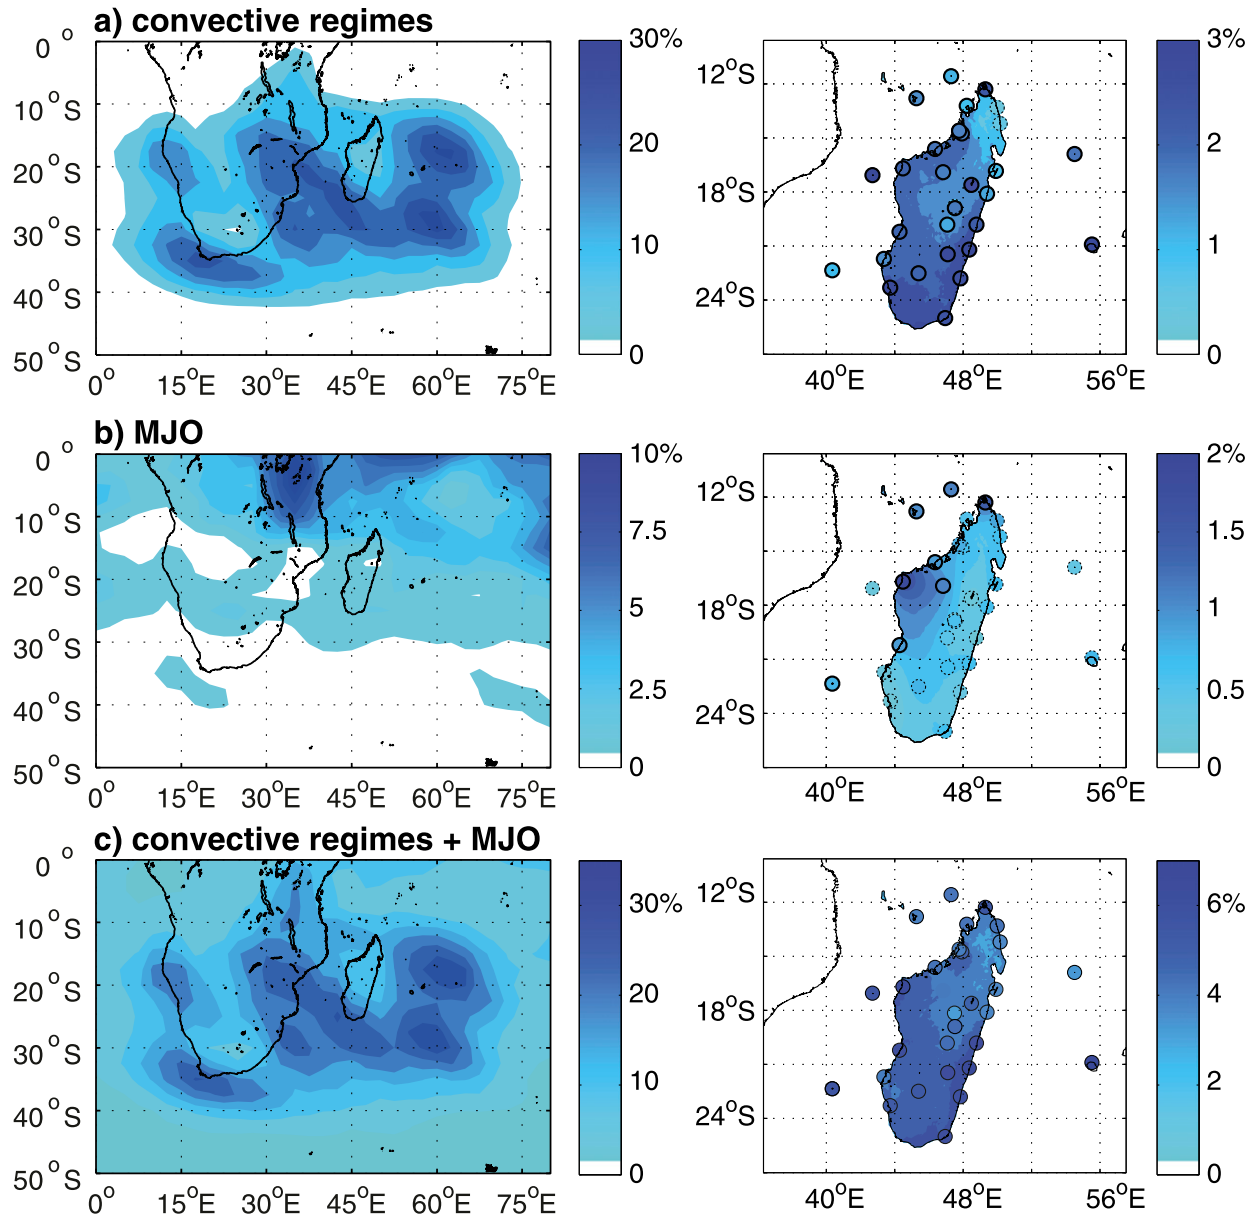 a) convective regimes
0°
10°S
20°S
30°S
40°S
50°S
0° 15°E 30°E 45°E 60°E 75°E
30%
20
10
0
12°S
18°S
24°S
40°E 48°E 56°E
3%
2
1
0
b) MJO
0°
10°S
20°S
30°S
40°S
50°S
0° 15°E 30°E 45°E 60°E 75°E
10%
7.5
5
2.5
0
12°S
18°S
24°S
40°E 48°E 56°E
2%
1.5
1
0.5
0
c) convective regimes + MJO
0°
10°S
20°S
30°S
40°S
50°S
0° 15°E 30°E 45°E 60°E 75°E
30%
20
10
0
12°S
18°S
24°S
40°E 48°E 56°E
6%
4
2
0